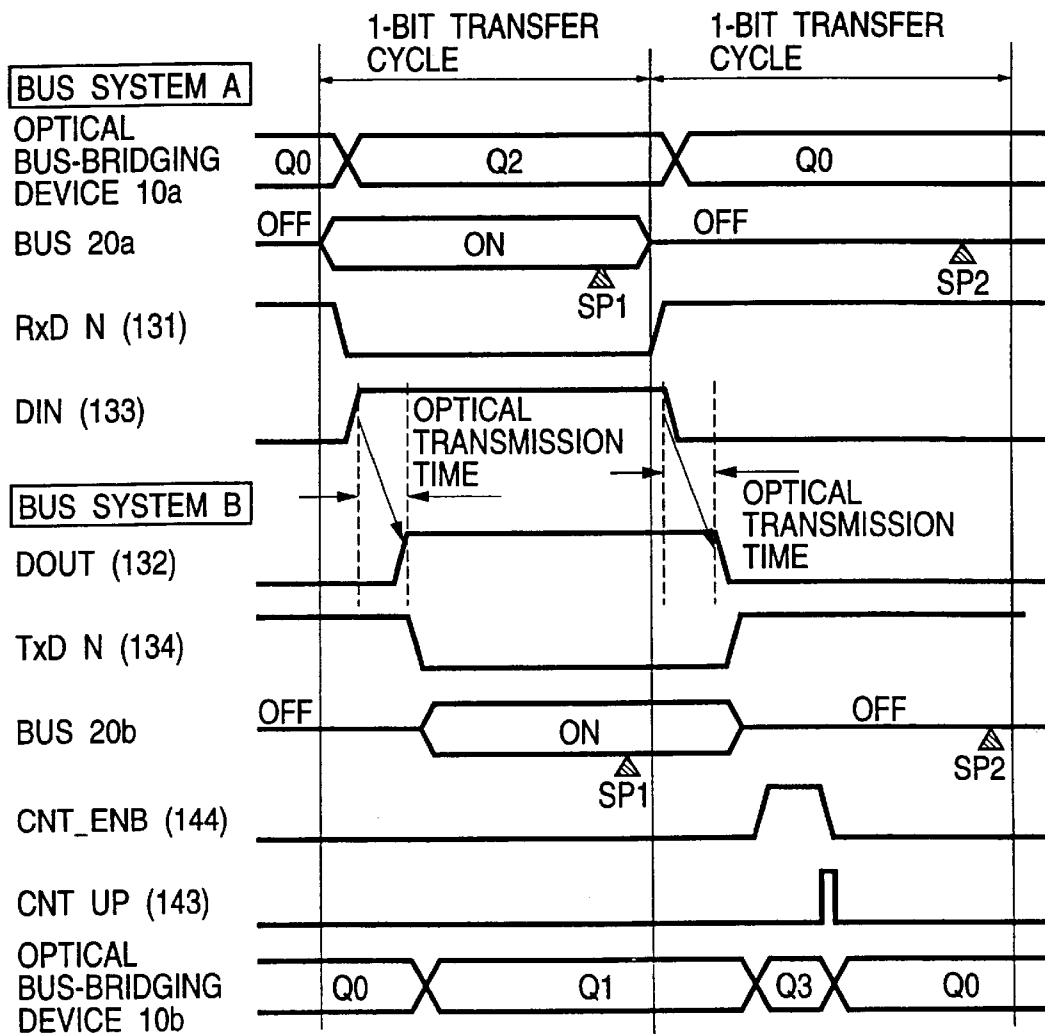 1-BIT TRANSFER
CYCLE
1-BIT TRANSFER
CYCLE
BUS SYSTEM A
OPTICAL
BUS-BRIDGING
DEVICE 10a
Q0
Q2
Q0
BUS 20a
OFF
ON
OFF
SP1
SP2
RxD N (131)
DIN (133)
OPTICAL
TRANSMISSION
TIME
BUS SYSTEM B
OPTICAL
TRANSMISSION
TIME
DOUT (132)
TxD N (134)
BUS 20b
OFF
ON
OFF
SP1
SP2
CNT_ENB (144)
CNT UP (143)
OPTICAL
BUS-BRIDGING
DEVICE 10b
Q0
Q1
Q3
Q0